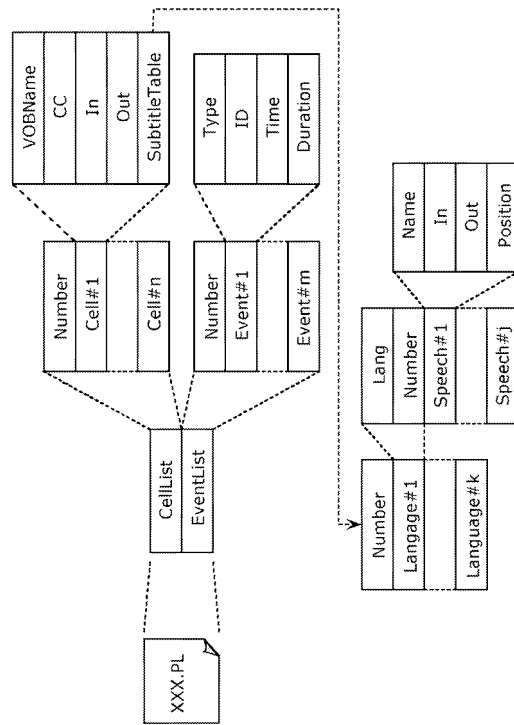 XXX.PL
CellList
EventList
Number
Cell#1
Cell#n
Number
Event#1
Event#m
VOBName
CC
In
Out
SubtitleTable
Type
ID
Time
Duration
Number
Langage#1
Language#k
Lang
Number
Speech#1
Speech#j
Name
In
Out
Position